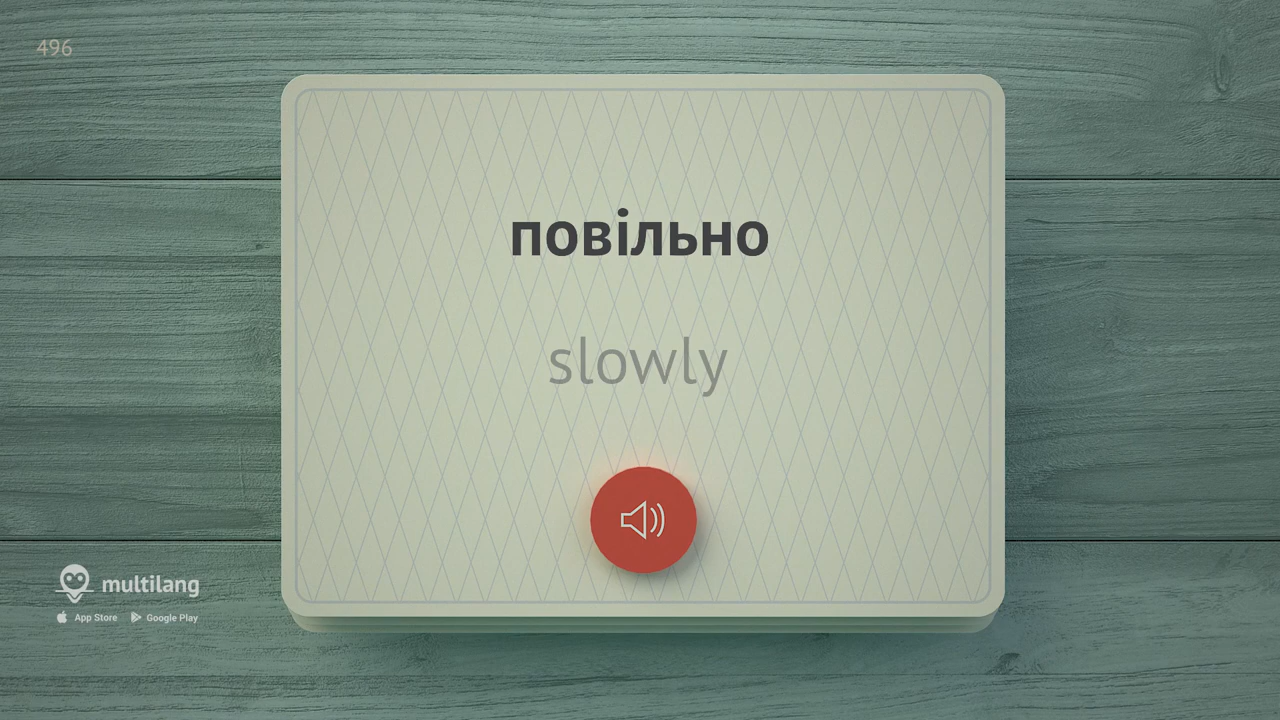 496
повільно
slowly
multilang
App Store Google Play